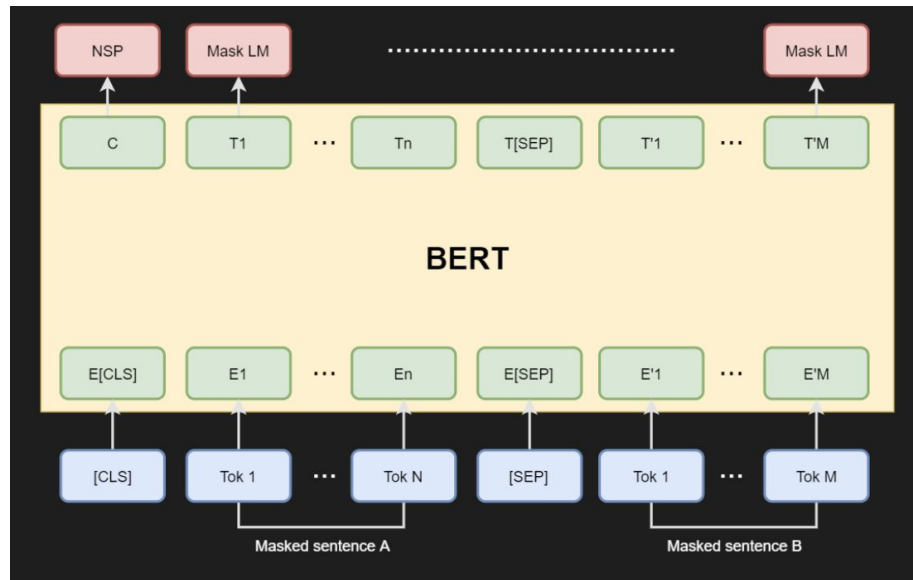 NSP Mask LM ........................................ Mask LM
C T1 ... Tn T[SEP] T'1 ... T'M
BERT
E[CLS] E1 ... En E[SEP] E'1 ... E'M
[CLS] Tok 1 ... Tok N [SEP] Tok 1 ... Tok M
Masked sentence A Masked sentence B